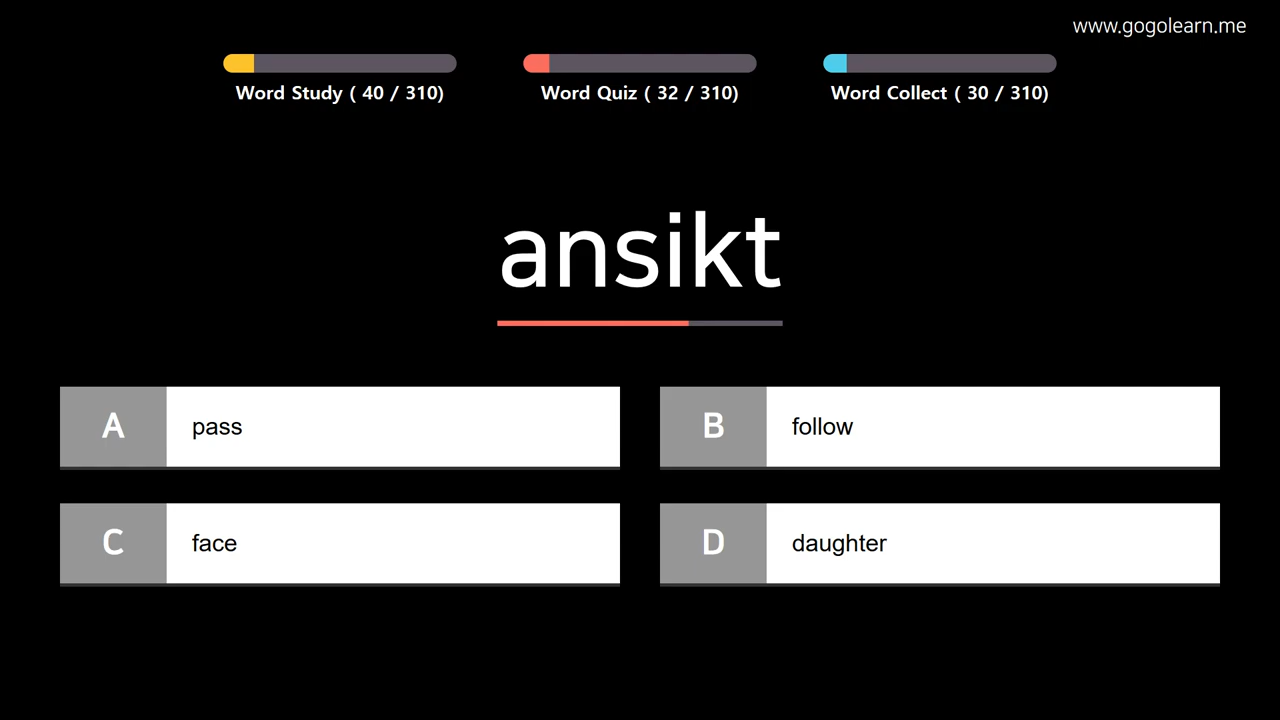 www.gogolearn.me
Word Study ( 40 / 310)
Word Quiz ( 32 / 310)
Word Collect ( 30 / 310)
ansikt
A pass
B follow
C face
D daughter